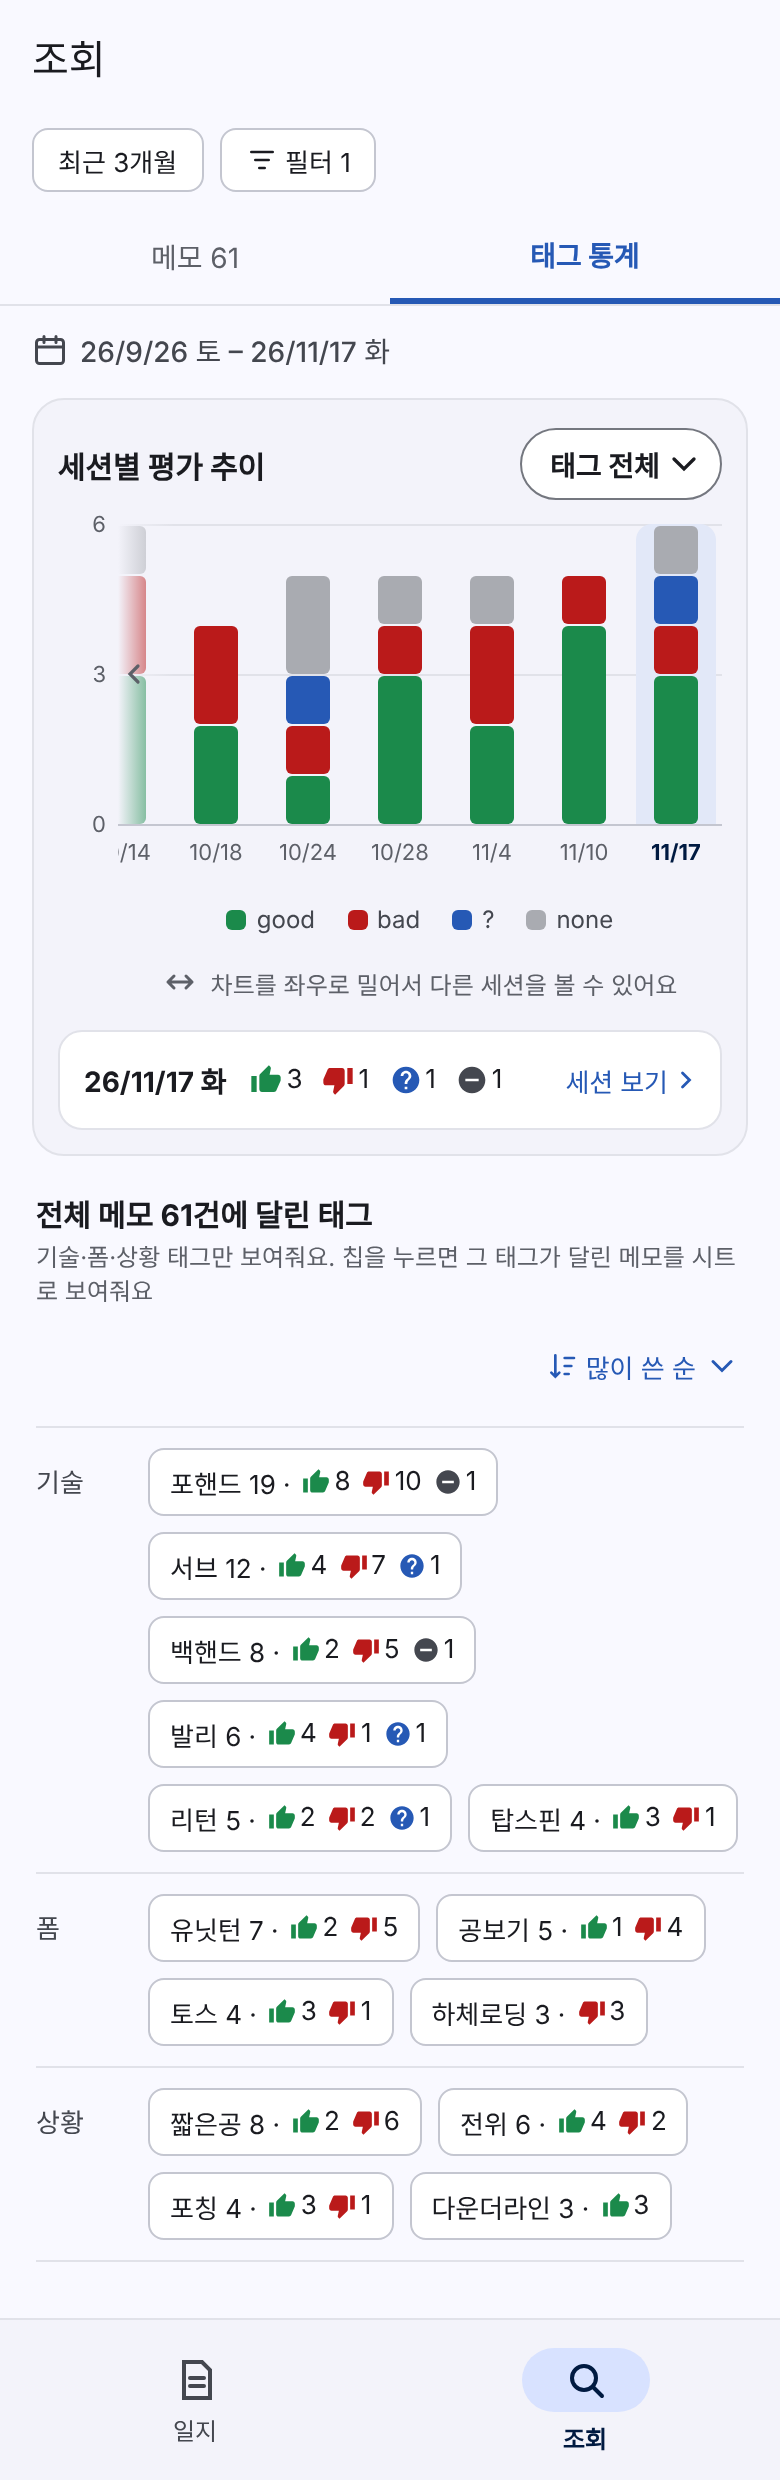 조회
최근 3개월 필터 1
메모 61 태그 통계
26/9/26 토 – 26/11/17 화
세션별 평가 추이 태그 전체
6
3
0
/14 10/18 10/24 10/28 11/4 11/10 11/17
good bad ? none
차트를 좌우로 밀어서 다른 세션을 볼 수 있어요
26/11/17 화 3 1 1 1 세션 보기
전체 메모 61건에 달린 태그
기술·폼·상황 태그만 보여줘요. 칩을 누르면 그 태그가 달린 메모를 시트
로 보여줘요
많이 쓴 순
기술 포핸드 19 · 8 10 1
서브 12 · 4 7 1
백핸드 8 · 2 5 1
발리 6 · 4 1 1
리턴 5 · 2 2 1 탑스핀 4 · 3 1
폼 유닛턴 7 · 2 5 공보기 5 · 1 4
토스 4 · 3 1 하체로딩 3 · 3
상황 짧은공 8 · 2 6 전위 6 · 4 2
포칭 4 · 3 1 다운더라인 3 · 3
일지 조회